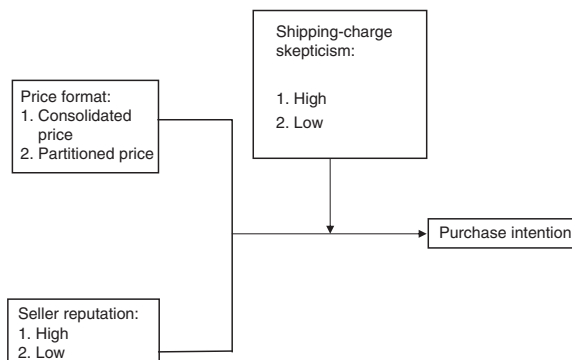 Shipping-charge
skepticism:
1. High
2. Low
Price format:
1. Consolidated
price
2. Partitioned price
Purchase intention
Seller reputation:
1. High
2. Low